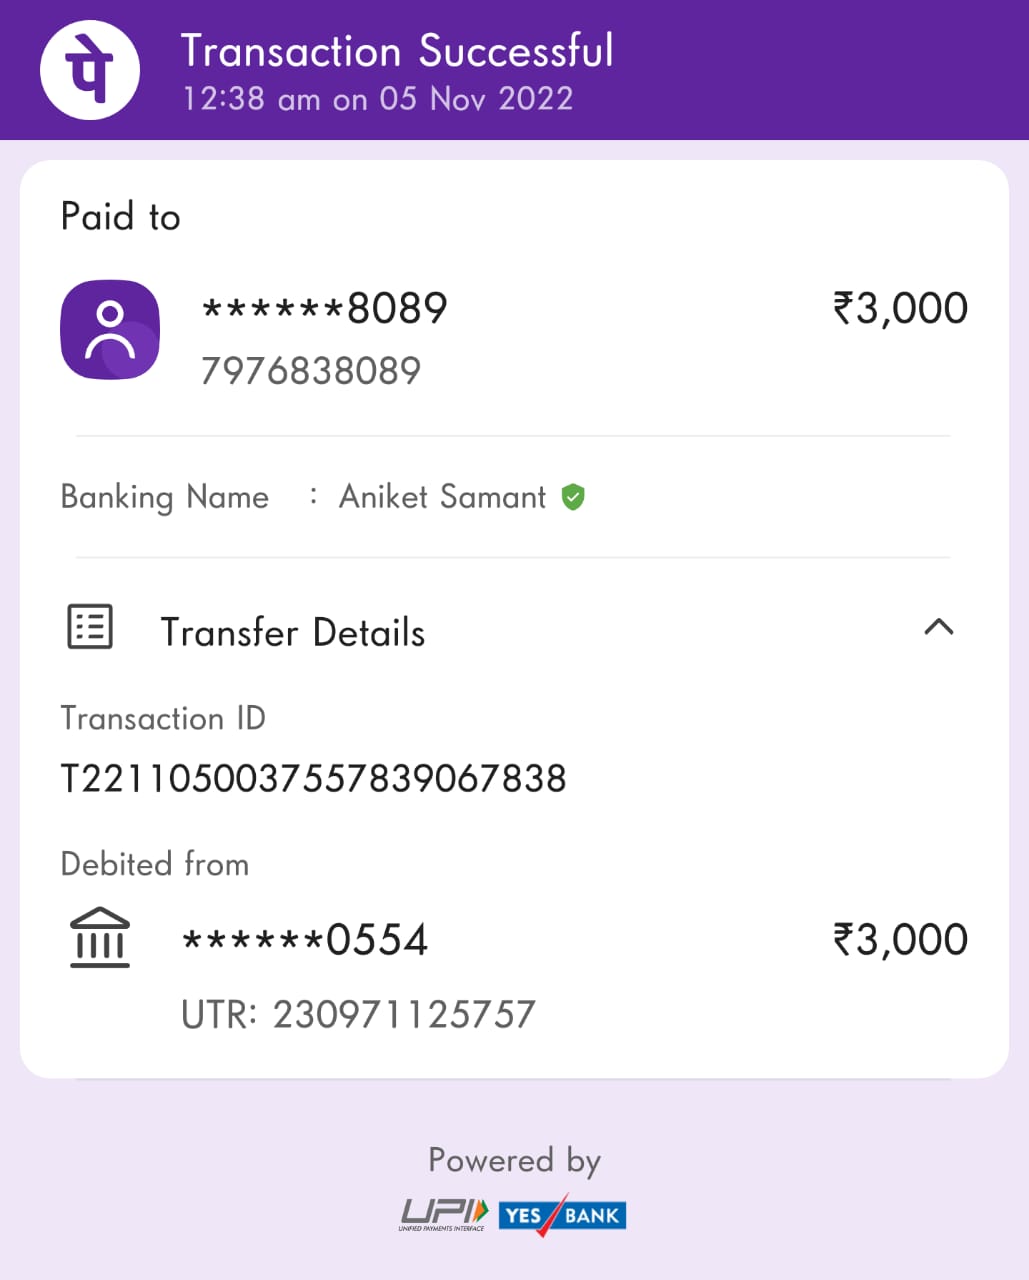 पे
Transaction Successful
12:38 am on 05 Nov 2022
Paid to
******8089
₹3,000
7976838089
Banking Name : Aniket Samant
Transfer Details
Transaction ID
T2211050037557839067838
Debited from
******0554
₹3,000
UTR: 230971125757
Powered by
UPI
UNIFIED PAYMENTS INTERFACE
YES BANK